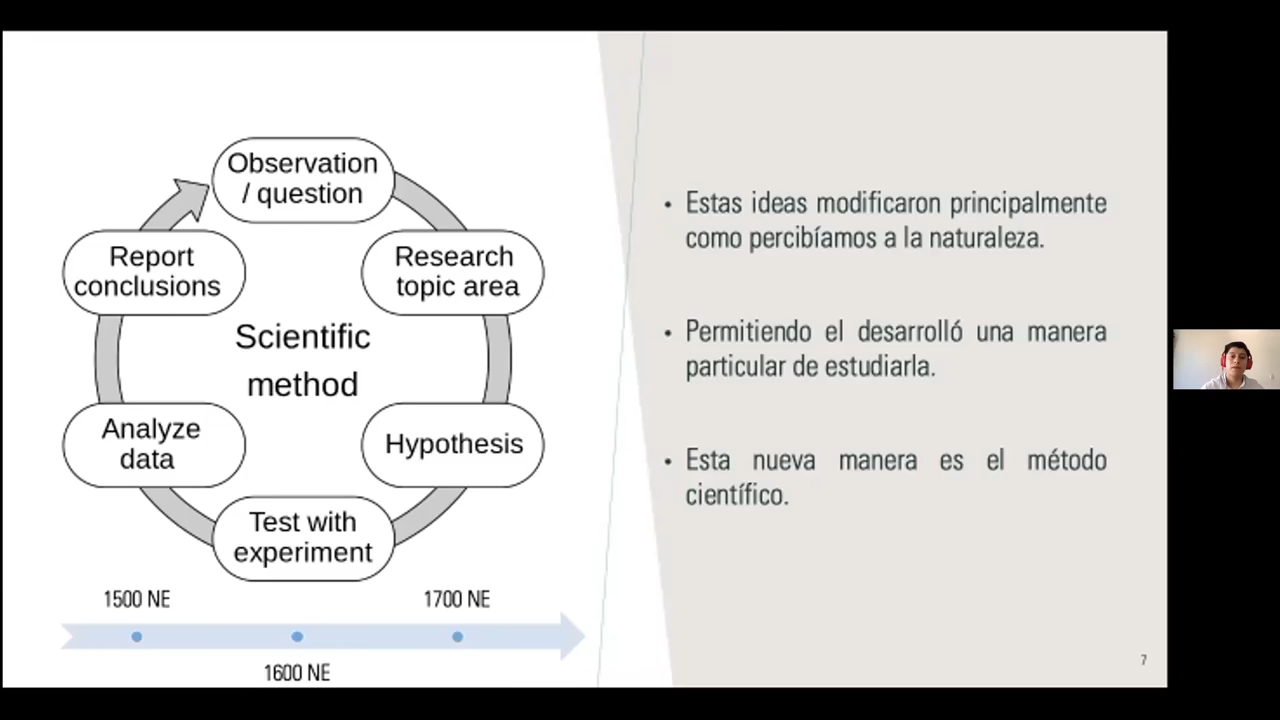 Observation
/ question
Research
topic area
Hypothesis
Test with
experiment
Analyze
data
Report
conclusions
Scientific
method
1500 NE
1600 NE
1700 NE
• Estas ideas modificaron principalmente
como percibíamos a la naturaleza.
• Permitiendo el desarrolló una manera
particular de estudiarla.
• Esta nueva manera es el método
científico.
7